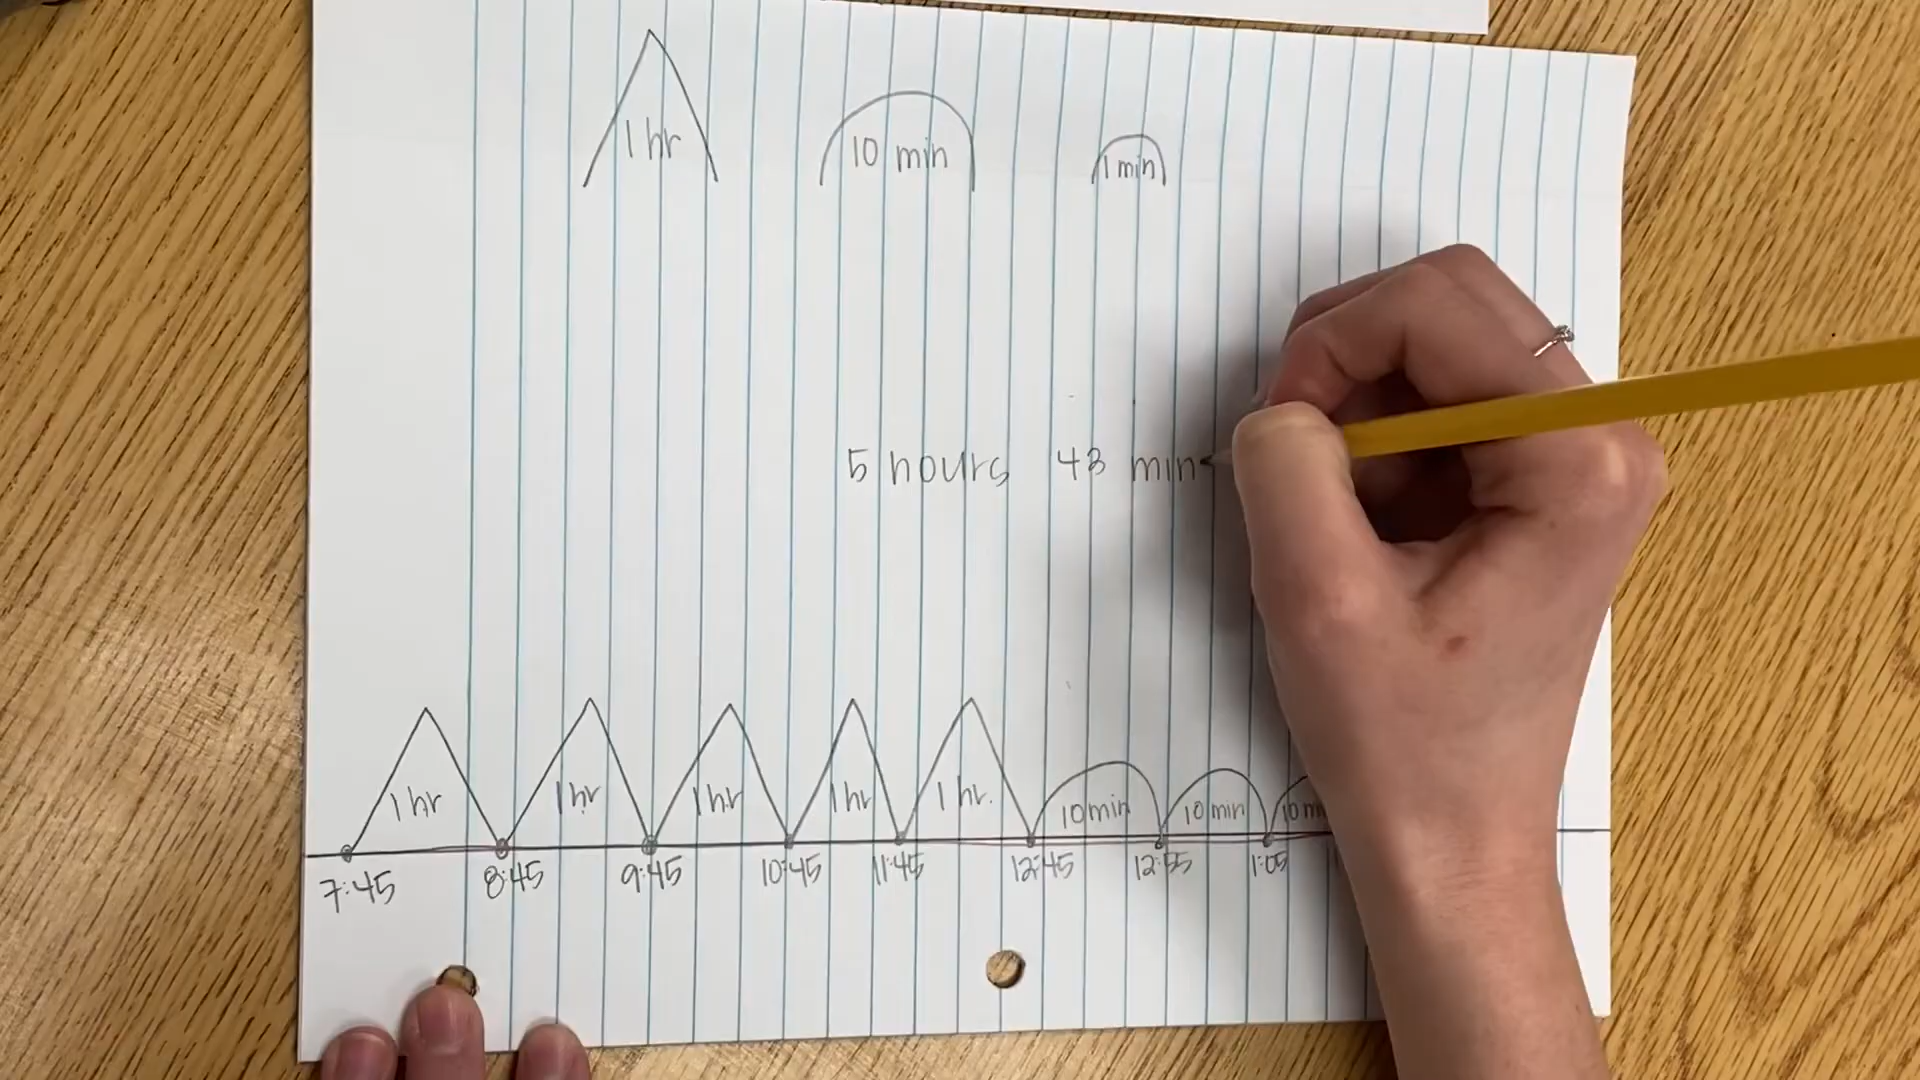 1 hr 10 min 1 min
5 hours 43 min
1 hr 1 hr 1 hr 1 hr 1 hr. 10 min 10 min 10
7:45 8:45 9:45 10:45 11:45 12:45 12:55 1:05